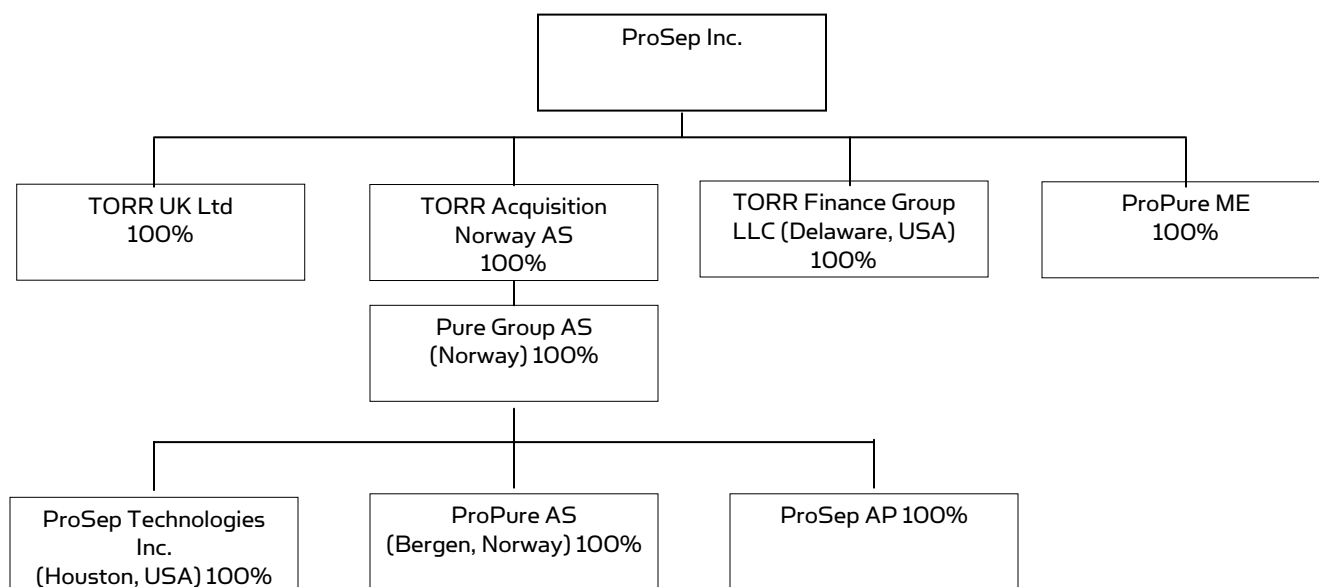 ProSep Inc.
TORR UK Ltd
100%
TORR Acquisition
Norway AS
100%
TORR Finance Group
LLC (Delaware, USA)
100%
ProPure ME
100%
Pure Group AS
(Norway) 100%
ProSep Technologies
Inc.
(Houston, USA) 100%
ProPure AS
(Bergen, Norway) 100%
ProSep AP 100%